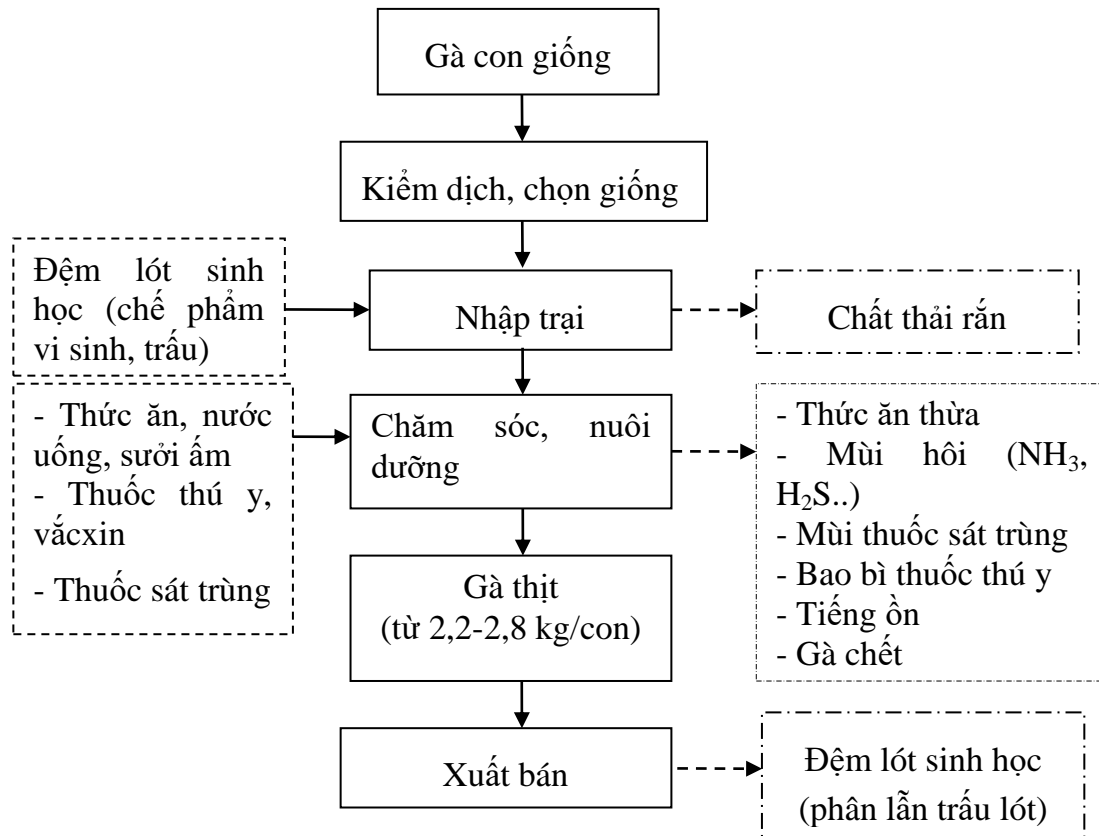 Gà con giống
Kiểm dịch, chọn giống
Đệm lót sinh
học (chế phẩm
vi sinh, trấu)
Nhập trại
Chất thải rắn
- Thức ăn, nước
uống, sưởi ấm
- Thuốc thú y,
vắcxin
- Thuốc sát trùng
Chăm sóc, nuôi
dưỡng
- Thức ăn thừa
- Mùi hôi (NH₃,
H₂S..)
- Mùi thuốc sát trùng
- Bao bì thuốc thú y
- Tiếng ồn
- Gà chết
Gà thịt
(từ 2,2-2,8 kg/con)
Xuất bán
Đệm lót sinh học
(phân lẫn trấu lót)